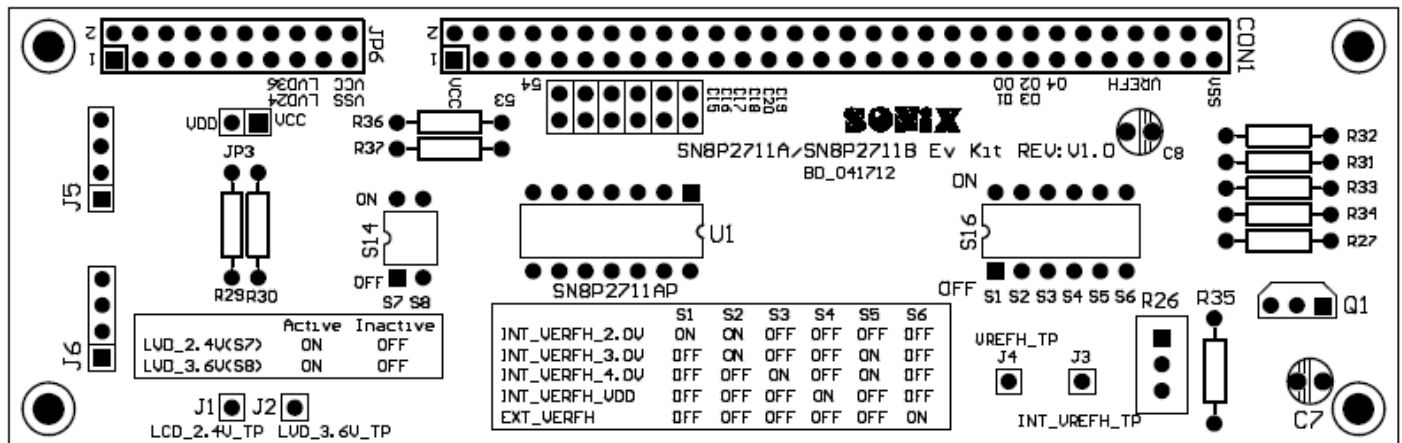 2
1
JP6
2
1
CON1
LVD36
VCC
LVD24
VSS
VCC
54
53
C15
C16
C17
C18
C20
C19
D0 D2 D4
D1 D3
VREFH
VSS
VDD
VCC
JP3
R36
R37
SONiX
SN8P2711A/SN8P2711B Ev Kit REV:V1.0
BD_041712
C8
R32
R31
R33
R34
R27
J5
R29
R30
ON
S14
OFF
S7 S8
U1
SN8P2711AP
ON
S16
OFF
S1 S2 S3 S4 S5 S6
R26
R35
Q1
J6
Active Inactive
LVD_2.4V(S7) ON OFF
LVD_3.6V(S8) ON OFF
J1
J2
LCD_2.4V_TP
LVD_3.6V_TP
S1 S2 S3 S4 S5 S6
INT_VERFH_2.0V ON ON OFF OFF OFF OFF
INT_VERFH_3.0V OFF ON OFF OFF ON OFF
INT_VERFH_4.0V OFF OFF ON OFF ON OFF
INT_VERFH_VDD OFF OFF OFF ON OFF OFF
EXT_VERFH OFF OFF OFF OFF OFF ON
VREFH_TP
J4
J3
INT_VREFH_TP
C7